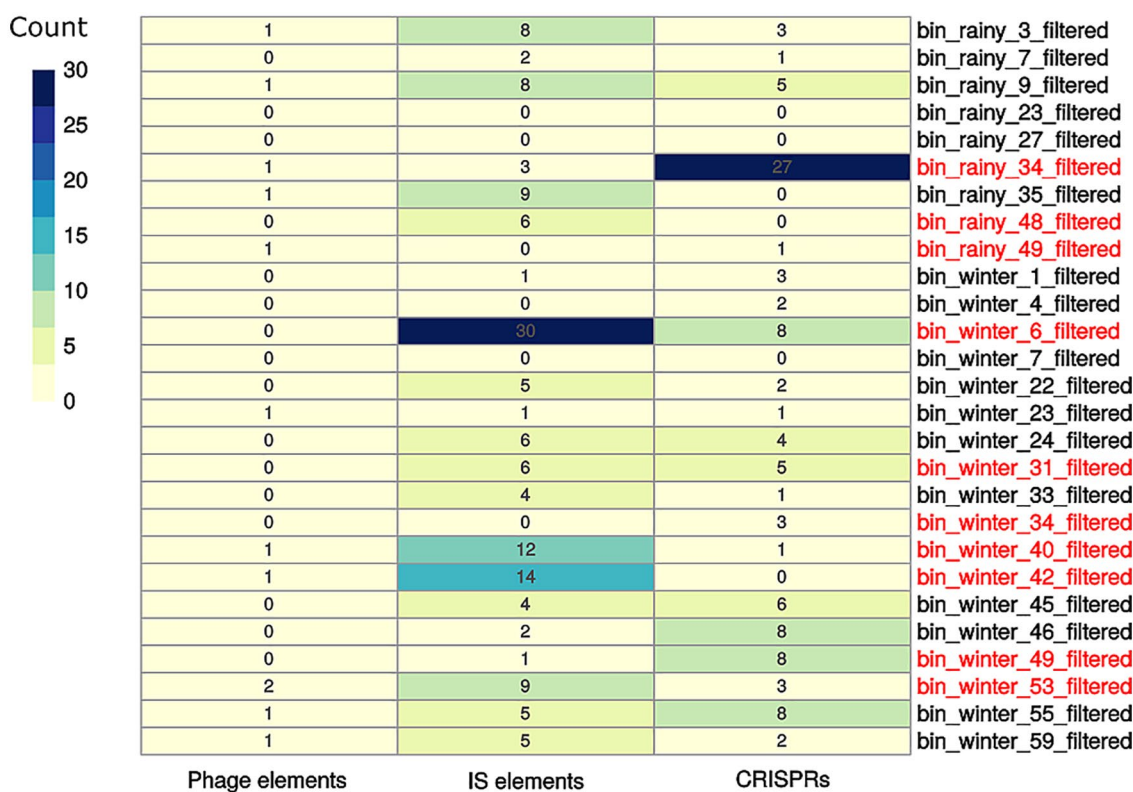 Count
30
25
20
15
10
5
0
1 8 3 bin_rainy_3_filtered
0 2 1 bin_rainy_7_filtered
1 8 5 bin_rainy_9_filtered
0 0 0 bin_rainy_23_filtered
0 0 0 bin_rainy_27_filtered
1 3 27 bin_rainy_34_filtered
1 9 0 bin_rainy_35_filtered
0 6 0 bin_rainy_48_filtered
1 0 1 bin_rainy_49_filtered
0 1 3 bin_winter_1_filtered
0 0 2 bin_winter_4_filtered
0 30 8 bin_winter_6_filtered
0 0 0 bin_winter_7_filtered
0 5 2 bin_winter_22_filtered
1 1 1 bin_winter_23_filtered
0 6 4 bin_winter_24_filtered
0 6 5 bin_winter_31_filtered
0 4 1 bin_winter_33_filtered
0 0 3 bin_winter_34_filtered
1 12 1 bin_winter_40_filtered
1 14 0 bin_winter_42_filtered
0 4 6 bin_winter_45_filtered
0 2 8 bin_winter_46_filtered
0 1 8 bin_winter_49_filtered
2 9 3 bin_winter_53_filtered
1 5 8 bin_winter_55_filtered
1 5 2 bin_winter_59_filtered
Phage elements IS elements CRISPRs